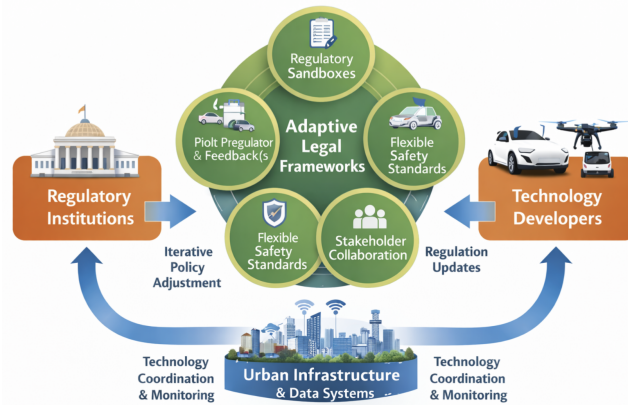 Regulatory
Sandboxes
Piolt Pregulator
& Feedback(s
Adaptive
Legal
Frameworks
Flexible
Safety
Standards
Regulatory
Institutions
Technology
Developers
Flexible
Safety
Standards
Stakeholder
Collaboration
Iterative
Policy
Adjustment
Regulation
Updates
Technology
Coordination
& Monitoring
Urban Infrastructure
& Data Systems
Technology
Coordination
& Monitoring